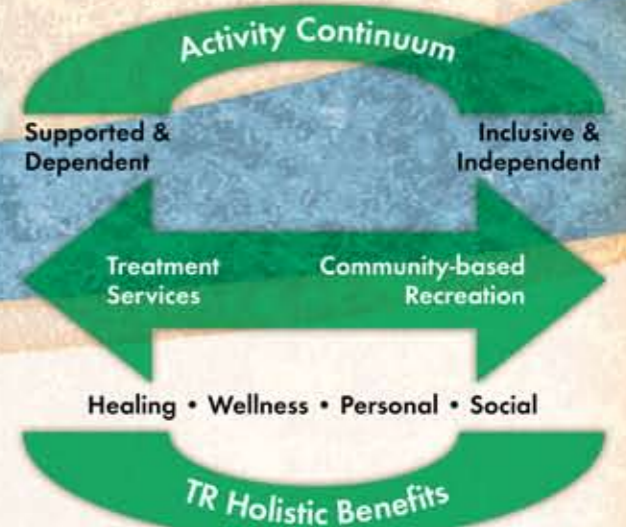 Activity Continuum
Supported &
Dependent
Inclusive &
Independent
Treatment
Services
Community-based
Recreation
Healing • Wellness • Personal • Social
TR Holistic Benefits